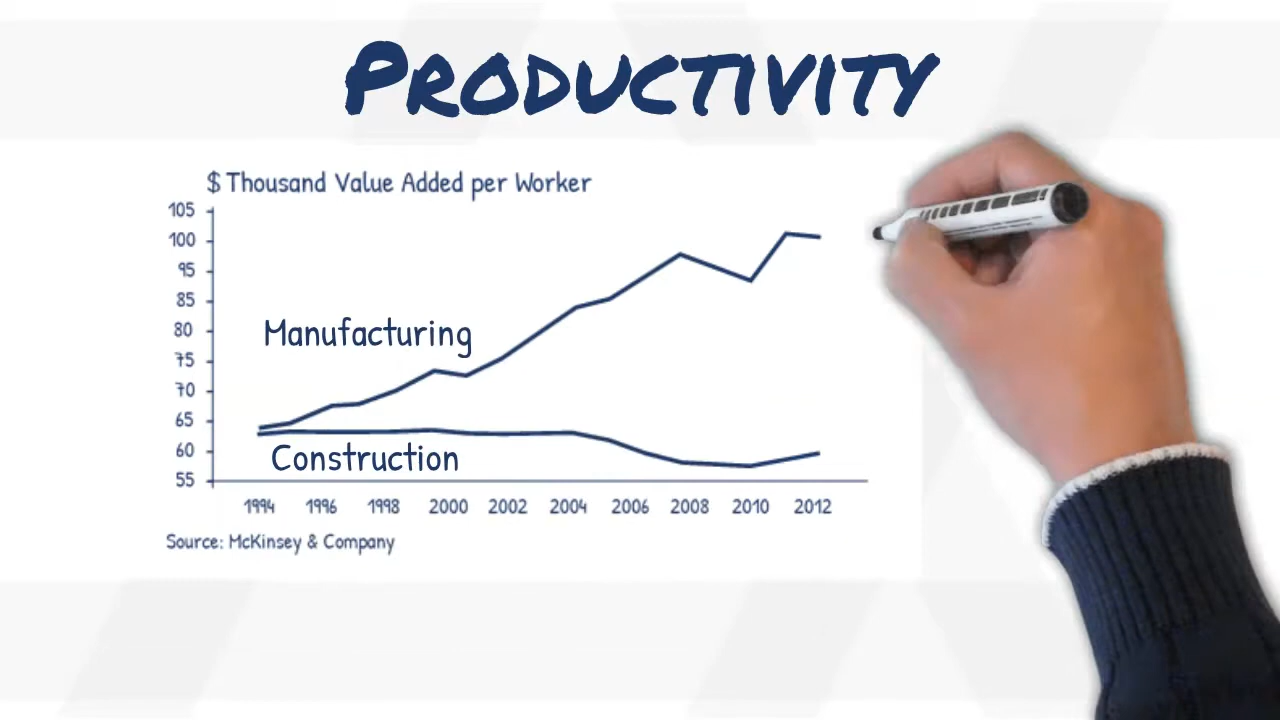 PRODUCTIVITY
$ Thousand Value Added per Worker
105
100
95
85
80
75
70
65
60
55
Manufacturing
Construction
1994 1996 1998 2000 2002 2004 2006 2008 2010 2012
Source: McKinsey & Company